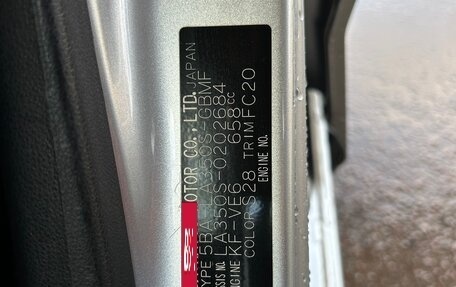 OTOR CO., LTD.
JAPAN
TYPE 5BA-LA350S-GBMF
CHASSIS NO. LA350S-0202684
ENGINE KF-VE6 658cc
COLOR S28 TRIM FC20
ENGINE NO.